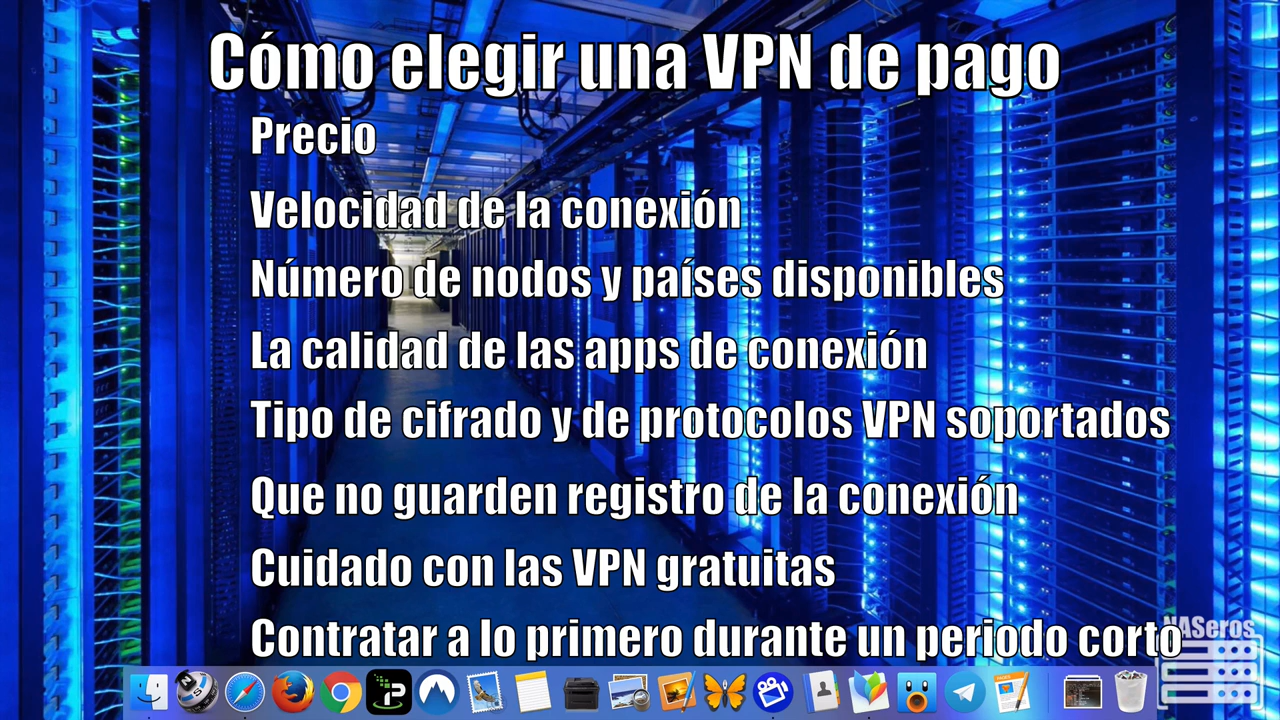 Cómo elegir una VPN de pago
Precio
Velocidad de la conexión
Número de nodos y países disponibles
La calidad de las apps de conexión
Tipo de cifrado y de protocolos VPN soportados
Que no guarden registro de la conexión
Cuidado con las VPN gratuitas
Contratar a lo primero durante un periodo corto
NASeros